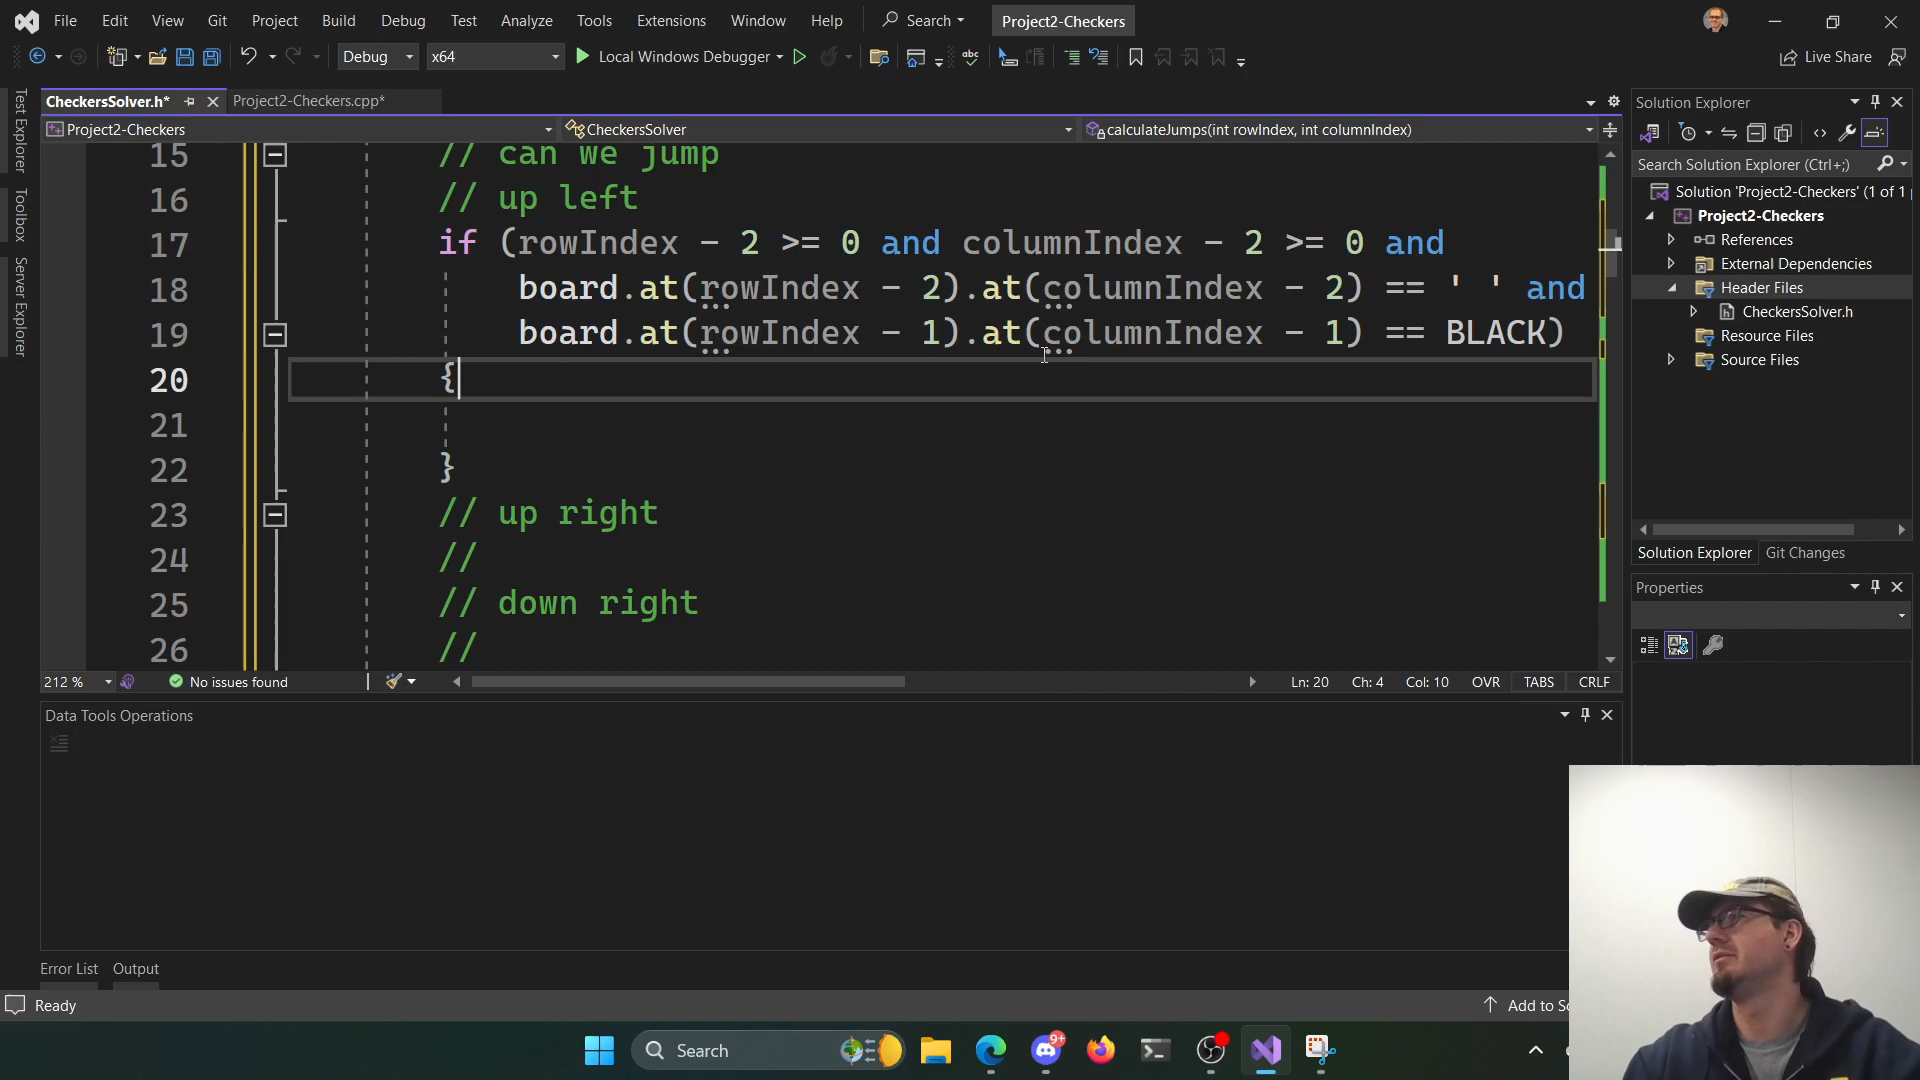 File Edit View Git Project Build Debug Test Analyze Tools Extensions Window Help Search Project2-Checkers
Debug x64 Local Windows Debugger Live Share
CheckersSolver.h* Project2-Checkers.cpp*
Project2-Checkers CheckersSolver calculateJumps(int rowIndex, int columnIndex)
15 // can we jump
16 // up left
17 if (rowIndex - 2 >= 0 and columnIndex - 2 >= 0 and
18 board.at(rowIndex - 2).at(columnIndex - 2) == ' ' and
19 board.at(rowIndex - 1).at(columnIndex - 1) == BLACK)
20 {
21
22 }
23 // up right
24 //
25 // down right
26 //
212 % No issues found Ln: 20 Ch: 4 Col: 10 OVR TABS CRLF
Test Explorer
Toolbox
Server Explorer
Solution Explorer
Search Solution Explorer (Ctrl+;)
Solution 'Project2-Checkers' (1 of 1
Project2-Checkers
References
External Dependencies
Header Files
CheckersSolver.h
Resource Files
Source Files
Solution Explorer Git Changes
Properties
Data Tools Operations
Error List Output
Ready Add to So
Search 9+